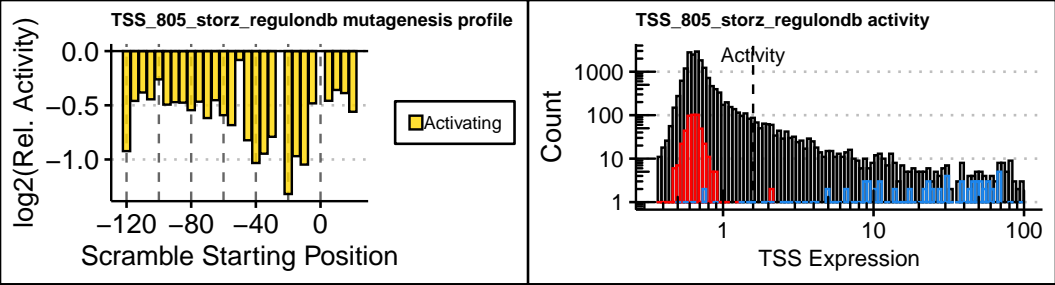 TSS_805_storz_regulondb mutagenesis profile
log2(Rel. Activity)
0.0
−0.5
−1.0
−120 −80 −40 0
Scramble Starting Position
Activating
TSS_805_storz_regulondb activity
Activity
Count
1000
100
10
1
1 10 100
TSS Expression